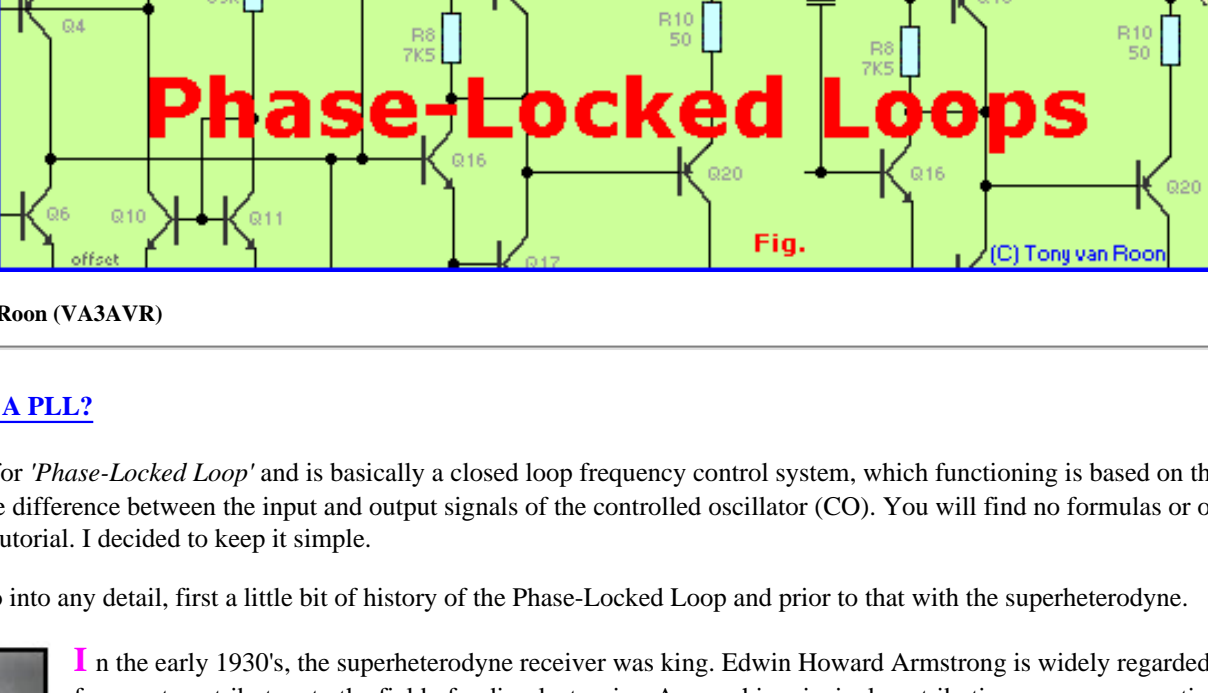 Q4
R8
7K5
R10
50
R8
7K5
R10
50
Phase-Locked Loops
Q16
Q20
Q16
Q20
Q6
Q10
Q11
Q17
offset
Fig.
(C) Tony van Roon
Roon (VA3AVR)
A PLL?
for 'Phase-Locked Loop' and is basically a closed loop frequency control system, which functioning is based on th
difference between the input and output signals of the controlled oscillator (CO). You will find no formulas or o
utorial. I decided to keep it simple.
into any detail, first a little bit of history of the Phase-Locked Loop and prior to that with the superheterodyne.
In the early 1930's, the superheterodyne receiver was king. Edwin Howard Armstrong is widely regarded